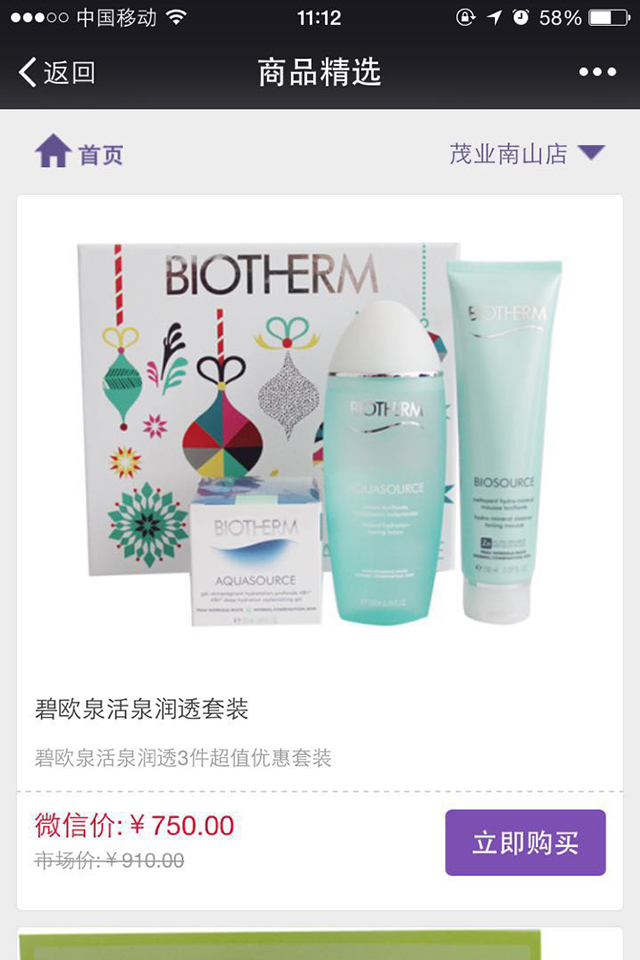 中国移动 11:12 58%
返回 商品精选
首页 茂业南山店
BIOTHERM
BIOTHERM
BIOTHERM
AQUASOURCE
BIOSOURCE
BIOTHERM
AQUASOURCE
碧欧泉活泉润透套装
碧欧泉活泉润透3件超值优惠套装
微信价:￥750.00
市场价:￥910.00
立即购买